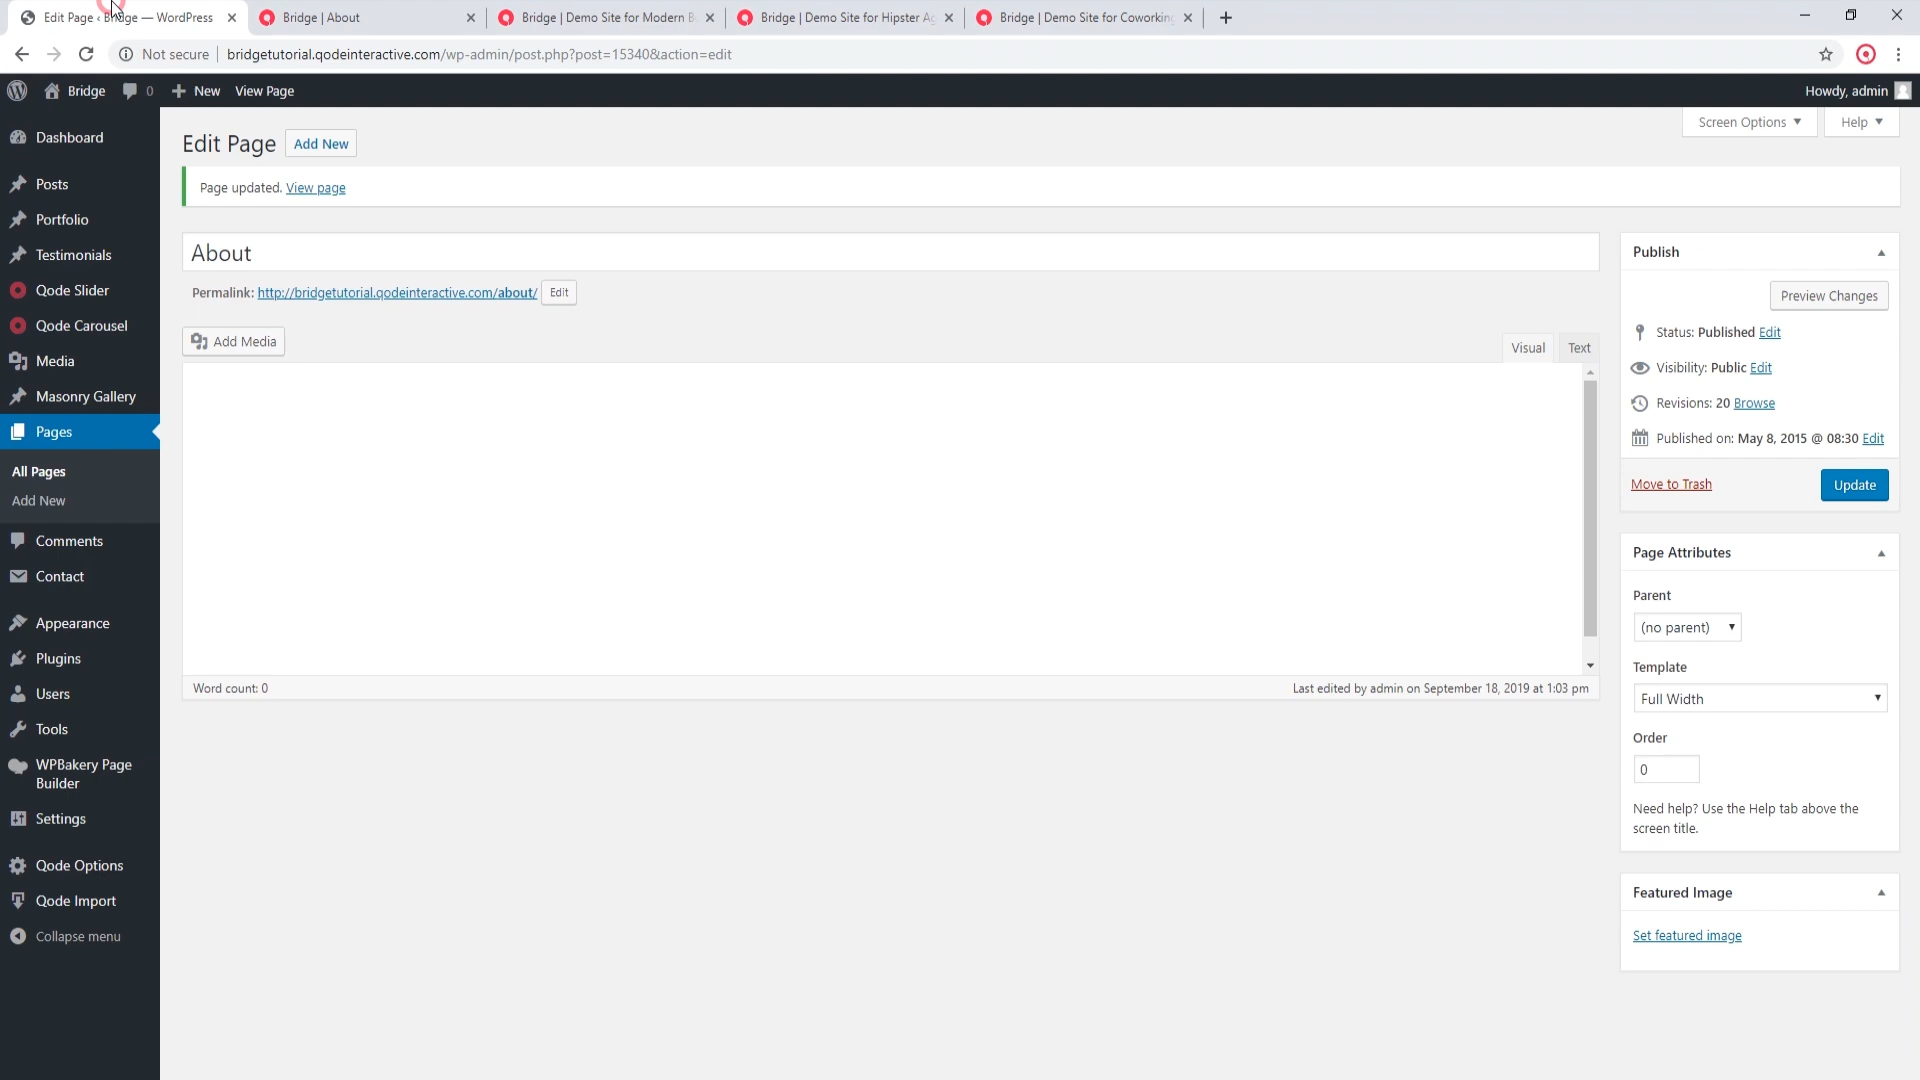 Edit Page ‹ Bridge — WordPress
Bridge | About
Bridge | Demo Site for Modern B
Bridge | Demo Site for Hipster Ag
Bridge | Demo Site for Coworkin
Not secure
bridgetutorial.qodeinteractive.com/wp-admin/post.php?post=15340&action=edit
Bridge
0
New
View Page
Howdy, admin
Screen Options
Help
Dashboard
Posts
Portfolio
Testimonials
Qode Slider
Qode Carousel
Media
Masonry Gallery
Pages
All Pages
Add New
Comments
Contact
Appearance
Plugins
Users
Tools
WPBakery Page
Builder
Settings
Qode Options
Qode Import
Collapse menu
Edit Page
Add New
Page updated. View page
About
Permalink: http://bridgetutorial.qodeinteractive.com/about/ Edit
Add Media
Visual
Text
Word count: 0
Last edited by admin on September 18, 2019 at 1:03 pm
Publish
Preview Changes
Status: Published Edit
Visibility: Public Edit
Revisions: 20 Browse
Published on: May 8, 2015 @ 08:30 Edit
Move to Trash
Update
Page Attributes
Parent
(no parent)
Template
Full Width
Order
0
Need help? Use the Help tab above the
screen title.
Featured Image
Set featured image